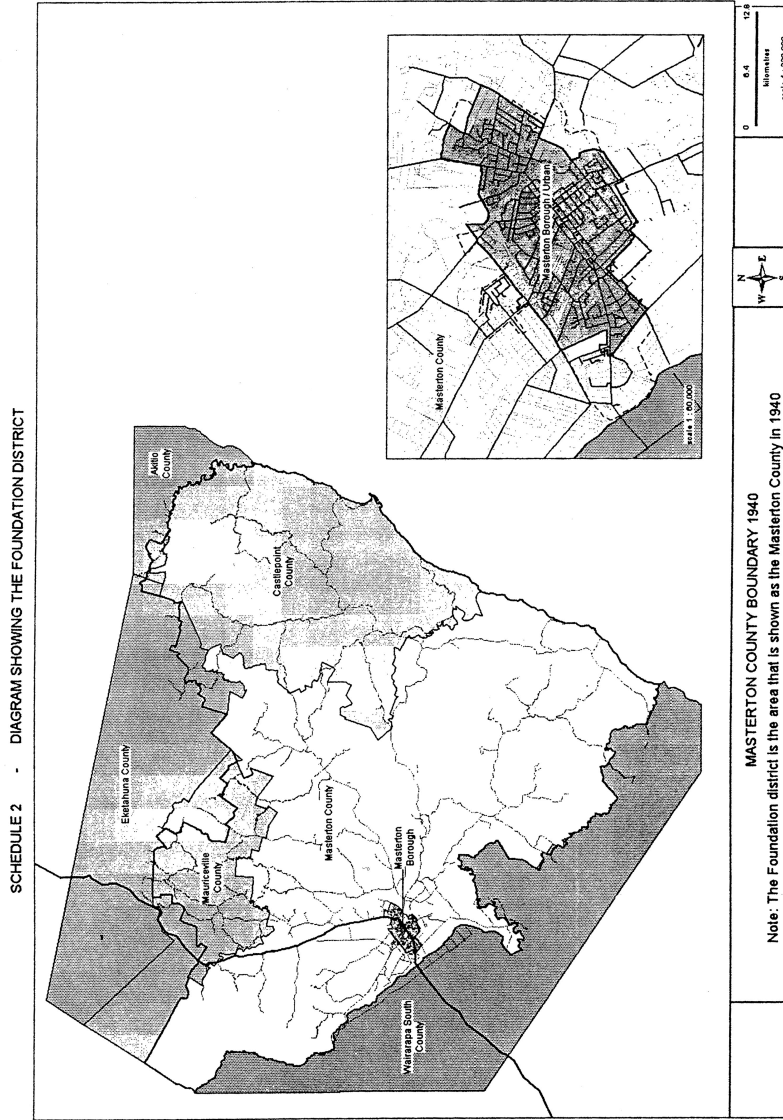 SCHEDULE 2 - DIAGRAM SHOWING THE FOUNDATION DISTRICT
Akitio
County
Castlepoint
County
Eketahuna County
Mauriceville
County
Masterton County
Masterton
Borough
Wairarapa South
County
Masterton County
Masterton Borough / Urban
scale 1 : 60,000
MASTERTON COUNTY BOUNDARY 1940
Note: The Foundation district is the area that is shown as the Masterton County in 1940
N
W E
S
0 6.4 12.8
kilometres